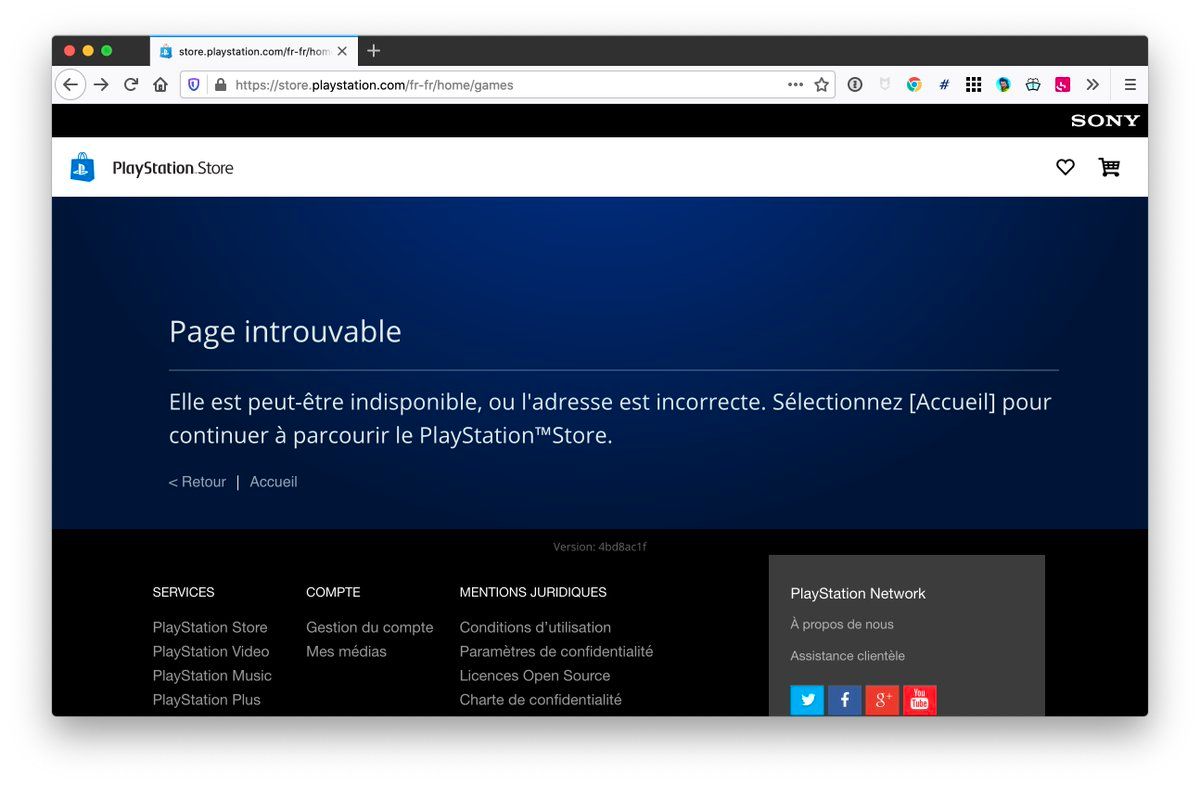 store.playstation.com/fr-fr/hom
https://store.playstation.com/fr-fr/home/games
SONY
PlayStation Store
Page introuvable
Elle est peut-être indisponible, ou l'adresse est incorrecte. Sélectionnez [Accueil] pour
continuer à parcourir le PlayStation™Store.
< Retour | Accueil
Version: 4bd8ac1f
SERVICES
PlayStation Store
PlayStation Video
PlayStation Music
PlayStation Plus
COMPTE
Gestion du compte
Mes médias
MENTIONS JURIDIQUES
Conditions d’utilisation
Paramètres de confidentialité
Licences Open Source
Charte de confidentialité
PlayStation Network
À propos de nous
Assistance clientèle
You
Tube